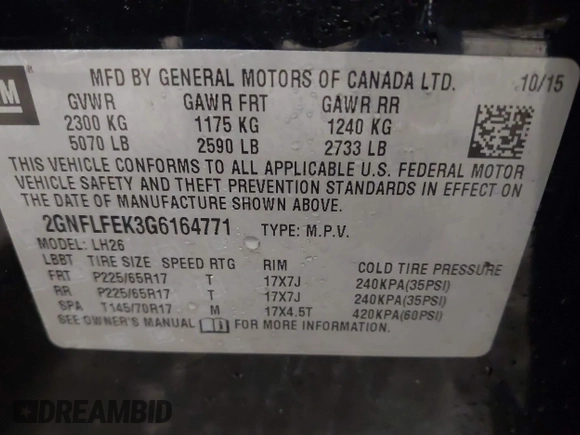 GM
®
MFD BY GENERAL MOTORS OF CANADA LTD. 10/15
GVWR GAWR FRT GAWR RR
2300 KG 1175 KG 1240 KG
5070 LB 2590 LB 2733 LB
THIS VEHICLE CONFORMS TO ALL APPLICABLE U.S. FEDERAL MOTOR
VEHICLE SAFETY AND THEFT PREVENTION STANDARDS IN EFFECT ON
THE DATE OF MANUFACTURE SHOWN ABOVE.
2GNFLFEK3G6164771 TYPE: M.P.V.
MODEL: LH26
LBBT TIRE SIZE SPEED RTG RIM COLD TIRE PRESSURE
FRT P225/65R17 T 17X7J 240KPA(35PSI)
RR P225/65R17 T 17X7J 240KPA(35PSI)
SPA T145/70R17 M 17X4.5T 420KPA(60PSI)
SEE OWNER'S MANUAL FOR MORE INFORMATION.
DREAMBID